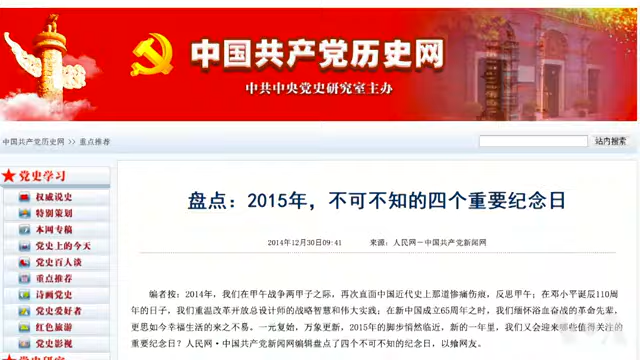 中国共产党历史网
中共中央党史研究室主办
中国共产党历史网 >> 重点推荐
站内搜索
党史学习
权威说史
特别策划
本网专稿
党史上的今天
党史百人谈
重点推荐
诗画党史
党史爱好者
红色旅游
党史影视
盘点：2015年，不可不知的四个重要纪念日
2014年12月30日09:41 来源：人民网－中国共产党新闻网
编者按：2014年，我们在甲午战争两甲子之际，再次直面中国近代史上那道惨痛伤痕，反思甲午；在邓小平诞辰110周
年的日子，我们重温改革开放总设计师的战略智慧和伟大实践；在新中国成立65周年之时，我们缅怀浴血奋战的革命先辈，
更思如今幸福生活的来之不易。一元复始，万象更新，2015年的脚步悄然临近，新的一年里，我们又会迎来哪些值得关注的
重要纪念日？人民网·中国共产党新闻网编辑盘点了四个不可不知的纪念日，以飨网友。